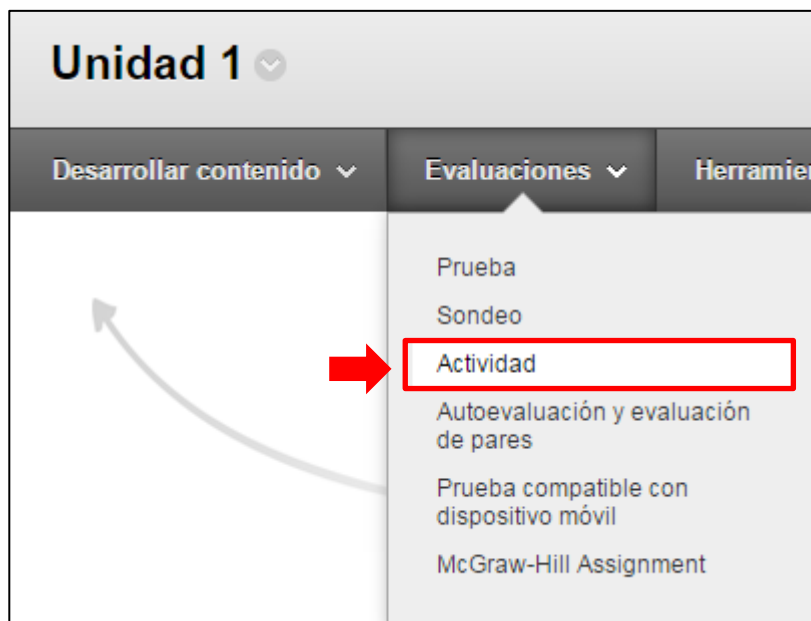 Unidad 1
Desarrollar contenido
Evaluaciones
Prueba
Sondeo
Actividad
Autoevaluación y evaluación
de pares
Prueba compatible con
dispositivo móvil
McGraw-Hill Assignment